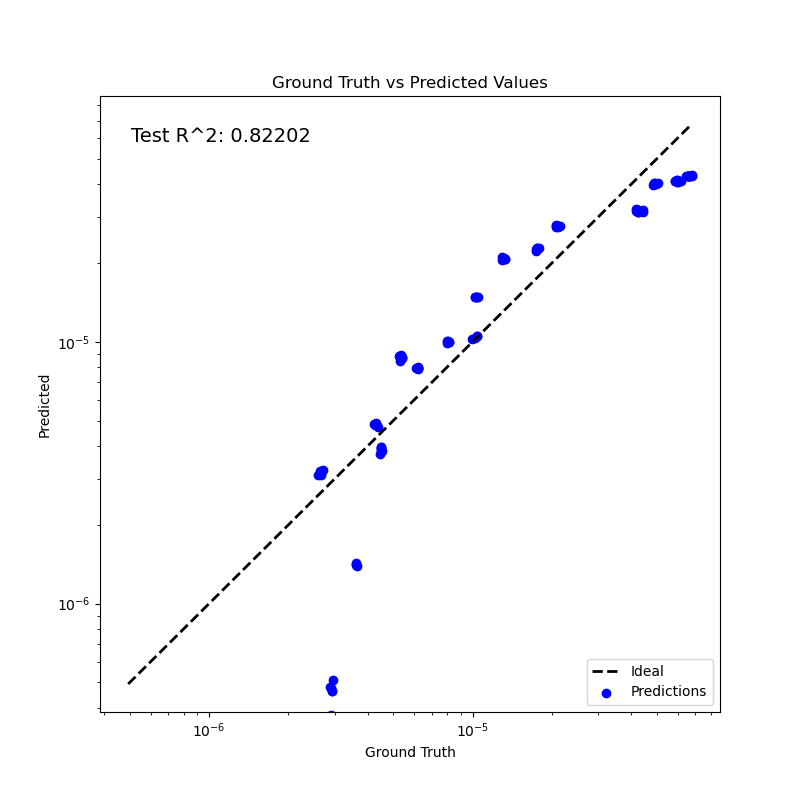 Ground Truth vs Predicted Values
Test R^2: 0.82202
Predicted
10⁻⁵
10⁻⁶
10⁻⁶
10⁻⁵
Ground Truth
Ideal
Predictions